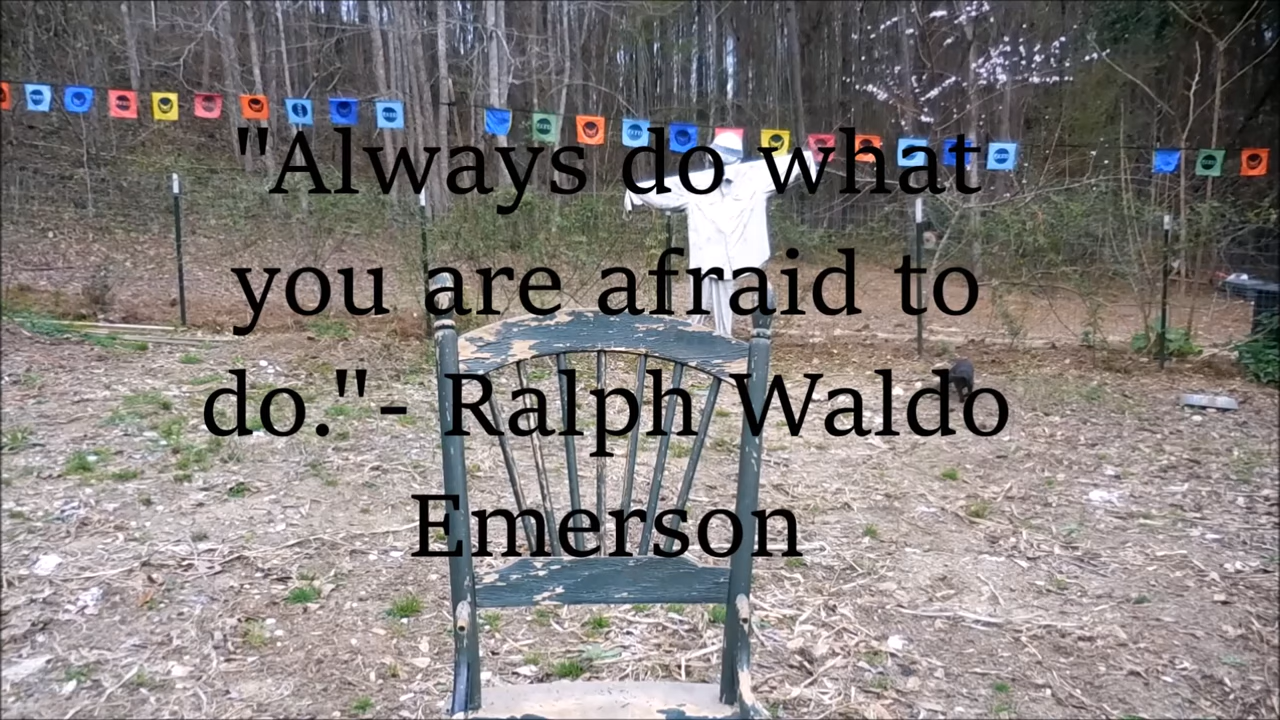 "Always do what
you are afraid to
do."- Ralph Waldo
Emerson